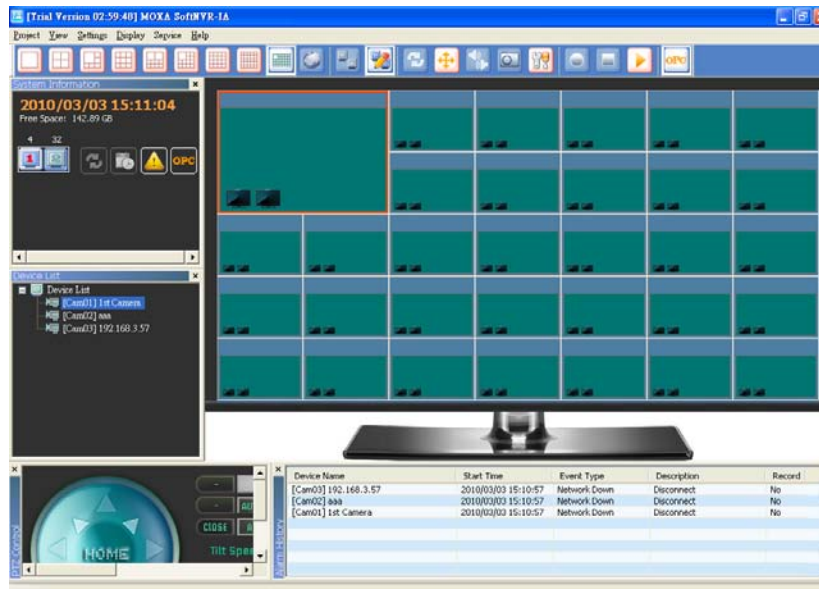 [Trial Version 02:59:40] MOXA SoftNVR-IA
Project View Settings Display Service Help
OPC
System Information
2010/03/03 15:11:04
Free Space: 142.89 GB
4 32
1 2 OPC
Device List
Device List
[Cam01] 1st Camera
[Cam02] aaa
[Cam03] 192.168.3.57
PTZ Control
CLOSE
HOME
Tilt Spee
Alarm History
Device Name Start Time Event Type Description Record
[Cam03] 192.168.3.57 2010/03/03 15:10:57 Network Down Disconnect No
[Cam02] aaa 2010/03/03 15:10:57 Network Down Disconnect No
[Cam01] 1st Camera 2010/03/03 15:10:57 Network Down Disconnect No